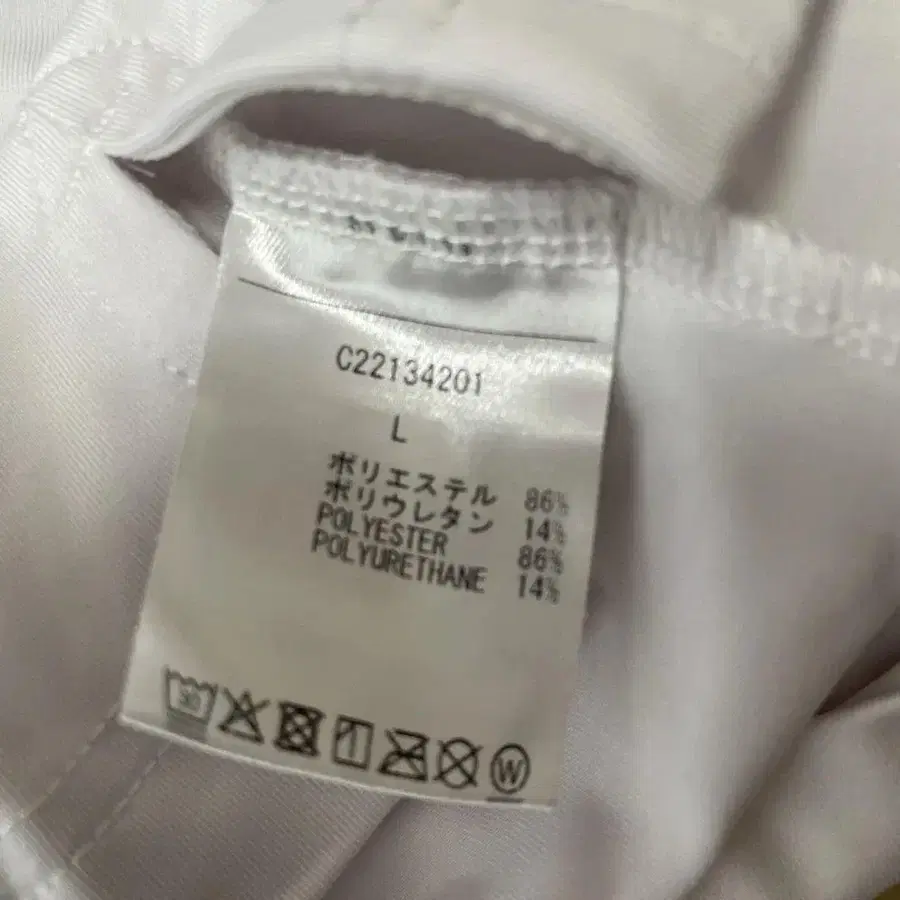 C22134201
L
ポリエステル 86%
ポリウレタン 14%
POLYESTER 86%
POLYURETHANE 14%
30
W